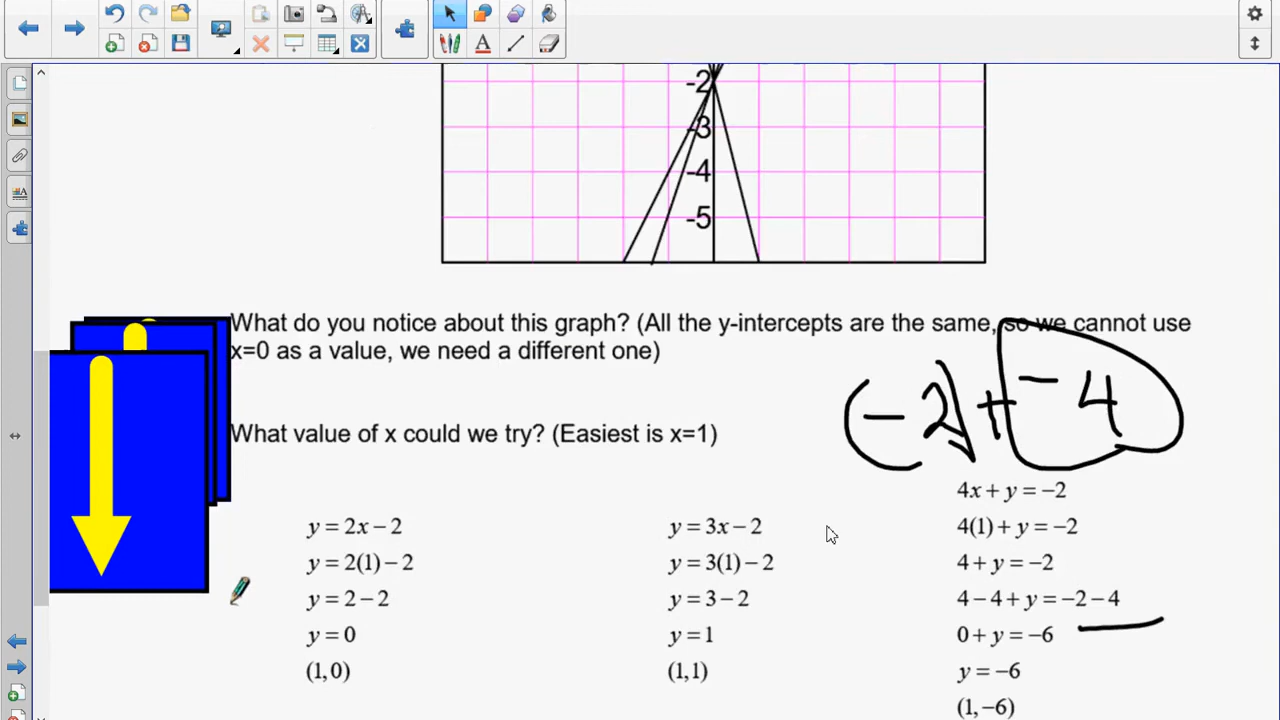 -2
-3
-4
-5
What do you notice about this graph? (All the y-intercepts are the same, so we cannot use
x=0 as a value, we need a different one)
(-2)+-4
What value of x could we try? (Easiest is x=1)
y = 2x − 2
y = 2(1) − 2
y = 2 − 2
y = 0
(1, 0)
y = 3x − 2
y = 3(1) − 2
y = 3 − 2
y = 1
(1, 1)
4x + y = −2
4(1) + y = −2
4 + y = −2
4 − 4 + y = −2 − 4
0 + y = −6
y = −6
(1, −6)